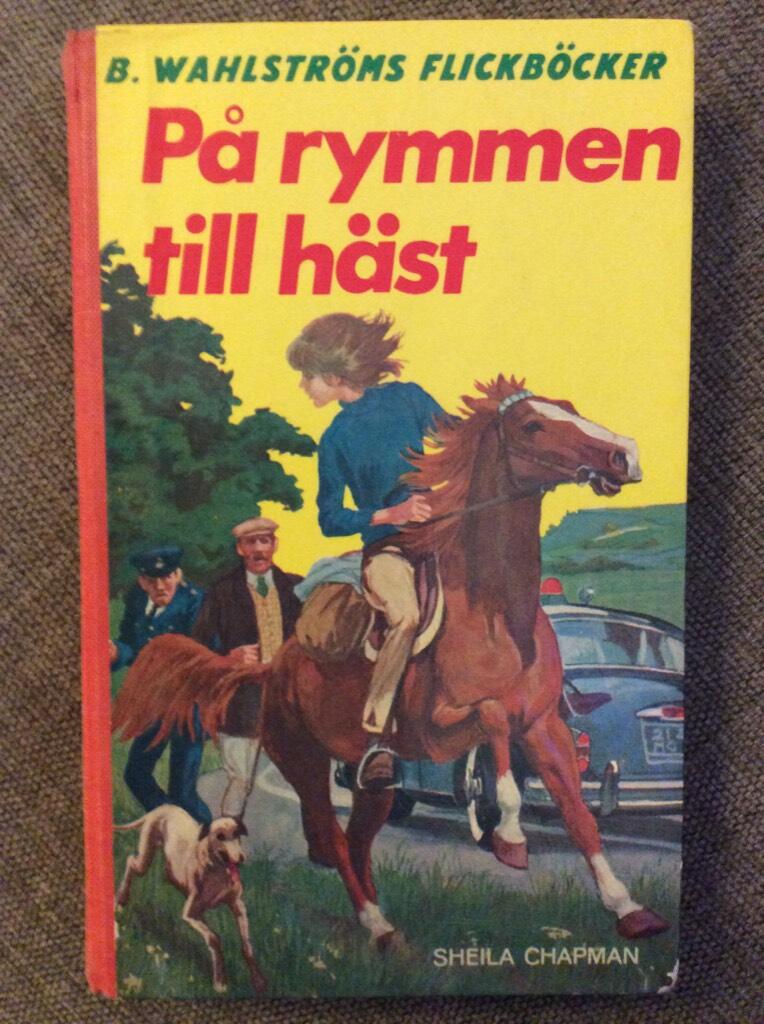 B. WAHLSTRÖMS FLICKBÖCKER
På rymmen
till häst
SHEILA CHAPMAN